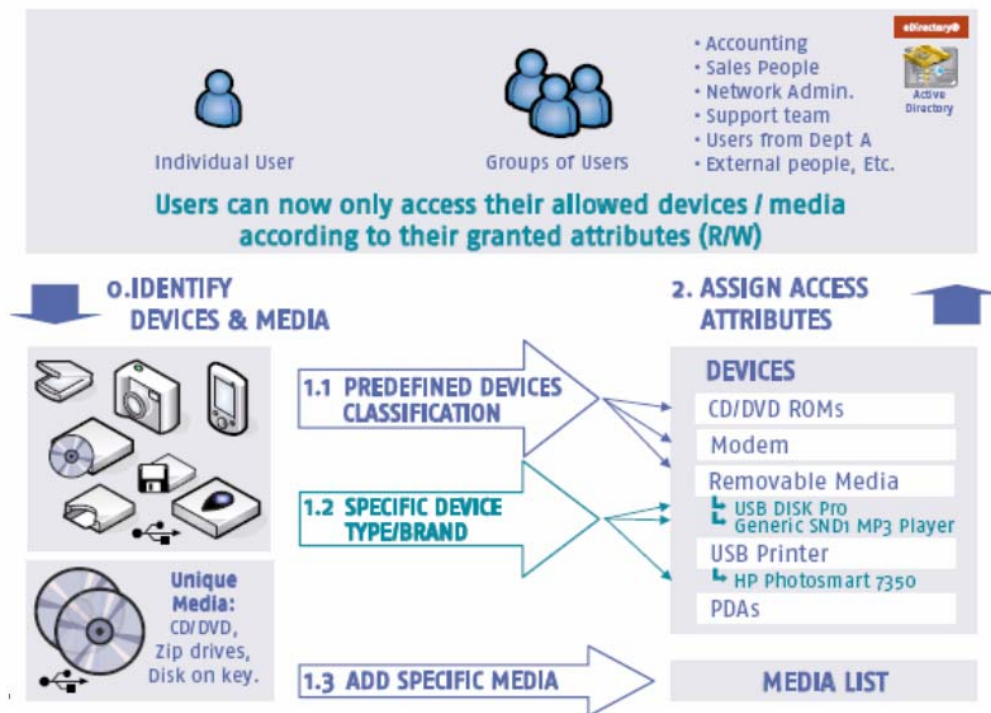 eDirectory®
Active
Directory
• Accounting
• Sales People
• Network Admin.
• Support team
• Users from Dept A
• External people, Etc.
Individual User
Groups of Users
Users can now only access their allowed devices / media
according to their granted attributes (R/W)
0.IDENTIFY
DEVICES & MEDIA
2. ASSIGN ACCESS
ATTRIBUTES
1.1 PREDEFINED DEVICES
CLASSIFICATION
1.2 SPECIFIC DEVICE
TYPE/BRAND
DEVICES
CD/DVD ROMs
Modem
Removable Media
USB DISK Pro
Generic SND1 MP3 Player
USB Printer
HP Photosmart 7350
PDAs
Unique
Media:
CD/DVD,
Zip drives,
Disk on key.
1.3 ADD SPECIFIC MEDIA
MEDIA LIST